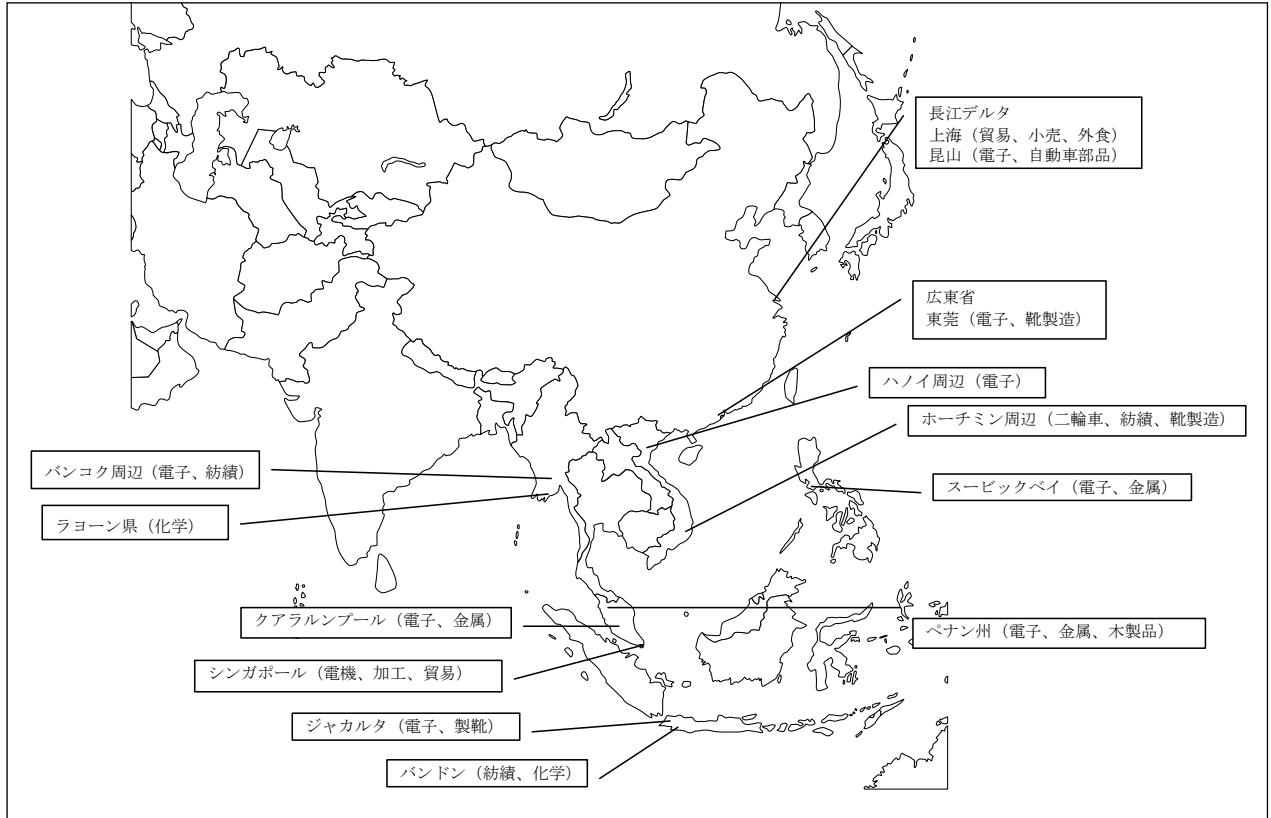 長江デルタ
上海（貿易、小売、外食）
昆山（電子、自動車部品）
広東省
東莞（電子、靴製造）
ハノイ周辺（電子）
ホーチミン周辺（二輪車、紡績、靴製造）
バンコク周辺（電子、紡績）
スービックベイ（電子、金属）
ラヨーン県（化学）
クアラルンプール（電子、金属）
ペナン州（電子、金属、木製品）
シンガポール（電機、加工、貿易）
ジャカルタ（電子、製靴）
バンドン（紡績、化学）